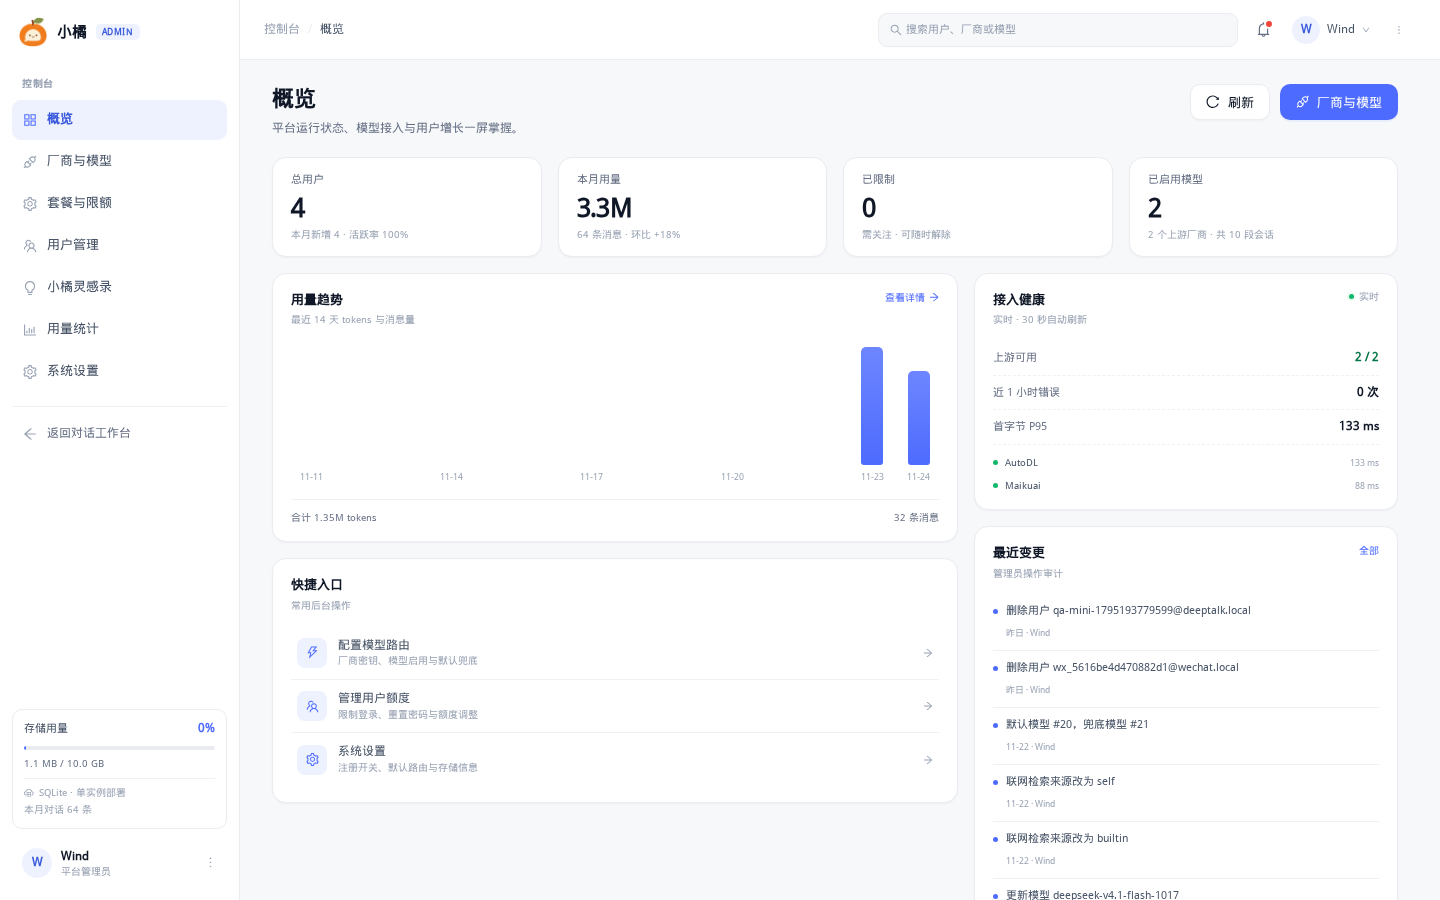 小橘 ADMIN
控制台
概览
厂商与模型
套餐与限额
用户管理
小橘灵感录
用量统计
系统设置
返回对话工作台
存储用量 0%
1.1 MB / 10.0 GB
SQLite · 单实例部署
本月对话 64 条
W Wind
平台管理员
控制台 / 概览
搜索用户、厂商或模型
W Wind
概览
平台运行状态、模型接入与用户增长一屏掌握。
刷新
厂商与模型
总用户
4
本月新增 4 · 活跃率 100%
本月用量
3.3M
64 条消息 · 环比 +18%
已限制
0
需关注 · 可随时解除
已启用模型
2
2 个上游厂商 · 共 10 段会话
用量趋势
查看详情
最近 14 天 tokens 与消息量
11-11 11-14 11-17 11-20 11-23 11-24
合计 1.35M tokens 32 条消息
快捷入口
常用后台操作
配置模型路由
厂商密钥、模型启用与默认兜底
管理用户额度
限制登录、重置密码与额度调整
系统设置
注册开关、默认路由与存储信息
接入健康
实时
实时 · 30 秒自动刷新
上游可用 2 / 2
近 1 小时错误 0 次
首字节 P95 133 ms
AutoDL 133 ms
Maikuai 88 ms
最近变更
全部
管理员操作审计
删除用户 qa-mini-1795193779599@deeptalk.local
昨日 · Wind
删除用户 wx_5616be4d470882d1@wechat.local
昨日 · Wind
默认模型 #20，兜底模型 #21
11-22 · Wind
联网检索来源改为 self
11-22 · Wind
联网检索来源改为 builtin
11-22 · Wind
更新模型 deepseek-v4.1-flash-1017